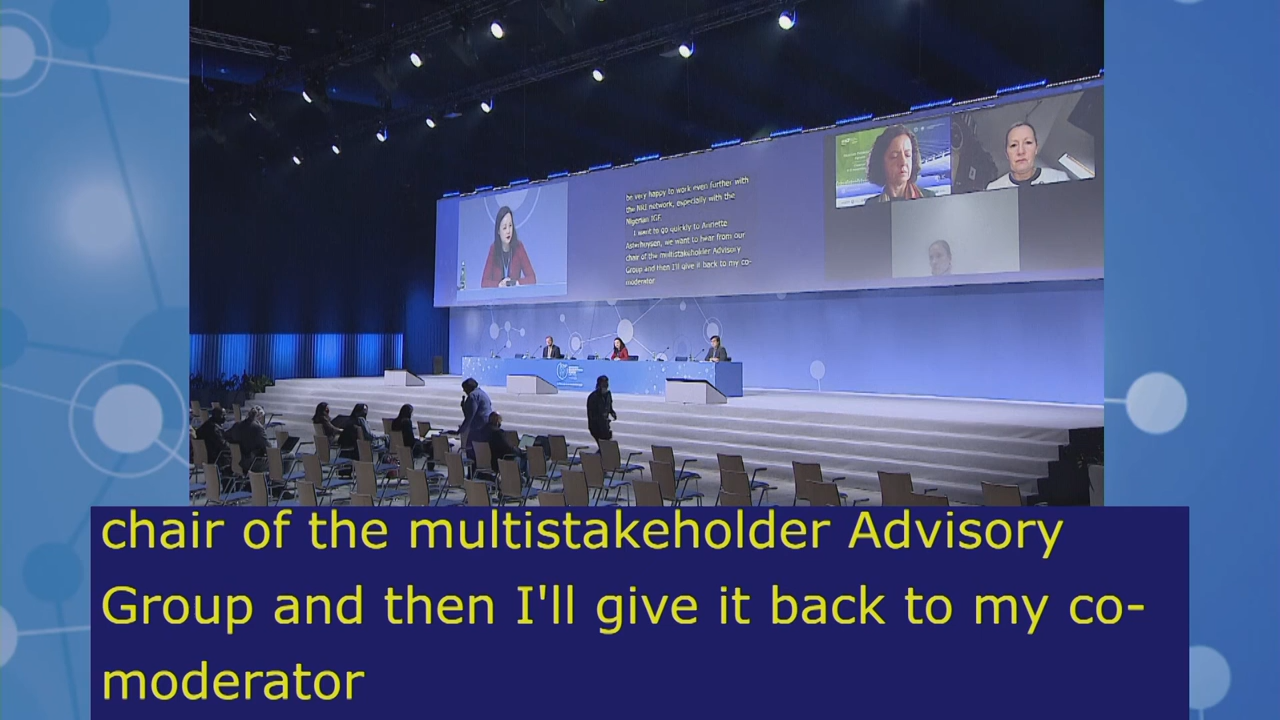 be very happy to work even further with
the NRI network, especially with the
Nigerian IGF.
I want to go quickly to Annette
Esterhuysen, we want to hear from our
chair of the multistakeholder Advisory
Group and then I'll give it back to my co-
moderator
chair of the multistakeholder Advisory
Group and then I'll give it back to my co-
moderator